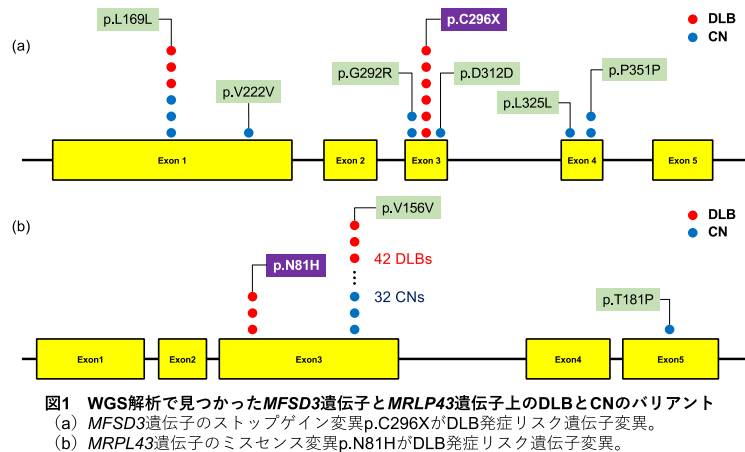 p.L169L
p.C296X
DLB
CN
(a)
p.V222V
p.G292R
p.D312D
p.P351P
p.L325L
Exon 1
Exon 2
Exon 3
Exon 4
Exon 5
p.V156V
DLB
CN
(b)
42 DLBs
p.N81H
32 CNs
p.T181P
Exon1
Exon2
Exon3
Exon4
Exon5
図1 WGS解析で見つかったMFSD3遺伝子とMRLP43遺伝子上のDLBとCNのバリアント
(a) MFSD3遺伝子のストップゲイン変異p.C296XがDLB発症リスク遺伝子変異。
(b) MRPL43遺伝子のミスセンス変異p.N81HがDLB発症リスク遺伝子変異。